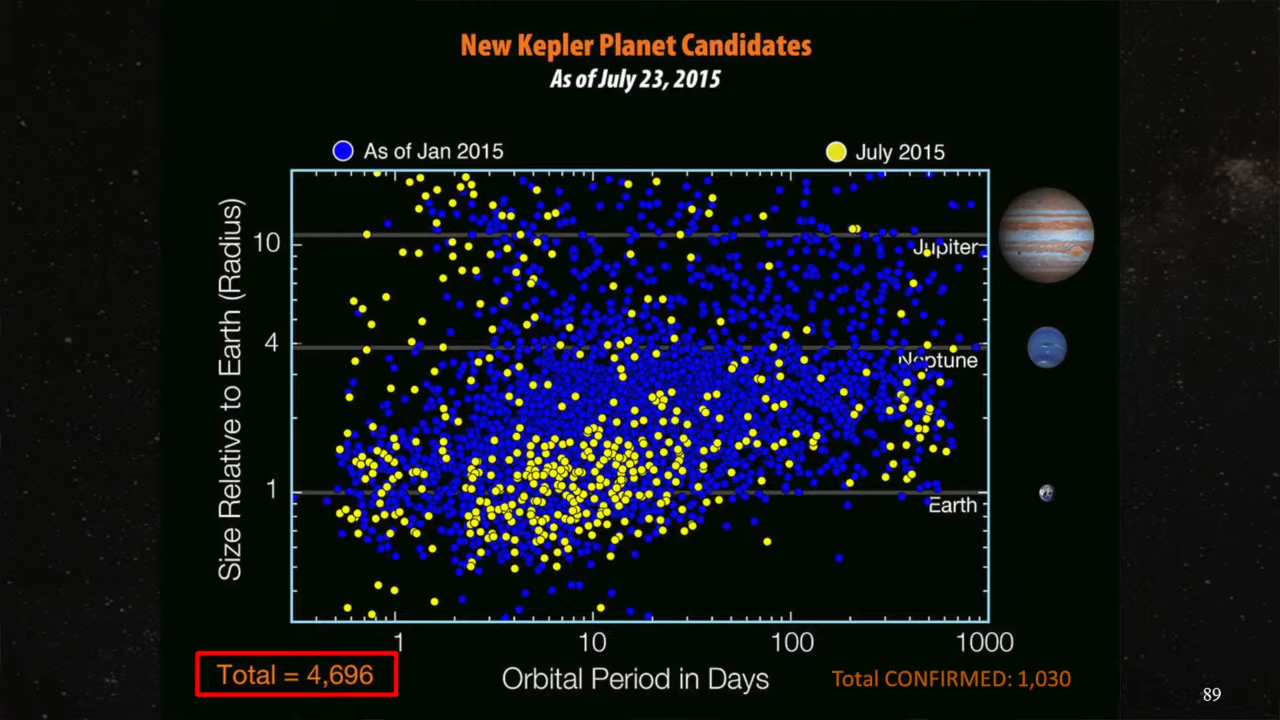 New Kepler Planet Candidates
As of July 23, 2015
As of Jan 2015
July 2015
Size Relative to Earth (Radius)
10
4
1
Jupiter
Neptune
Earth
1
10
100
1000
Total = 4,696
Orbital Period in Days
Total CONFIRMED: 1,030
89